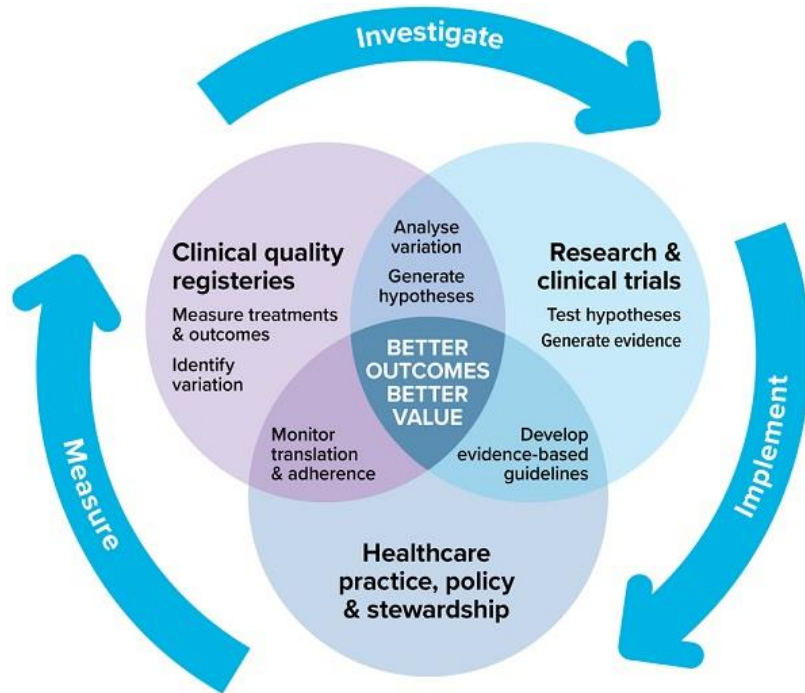 Investigate
Clinical quality
registeries
Measure treatments
& outcomes
Identify
variation
Analyse
variation
Generate
hypotheses
Research &
clinical trials
Test hypotheses
Generate evidence
BETTER
OUTCOMES
BETTER
VALUE
Monitor
translation
& adherence
Develop
evidence-based
guidelines
Healthcare
practice, policy
& stewardship
Implement
Measure